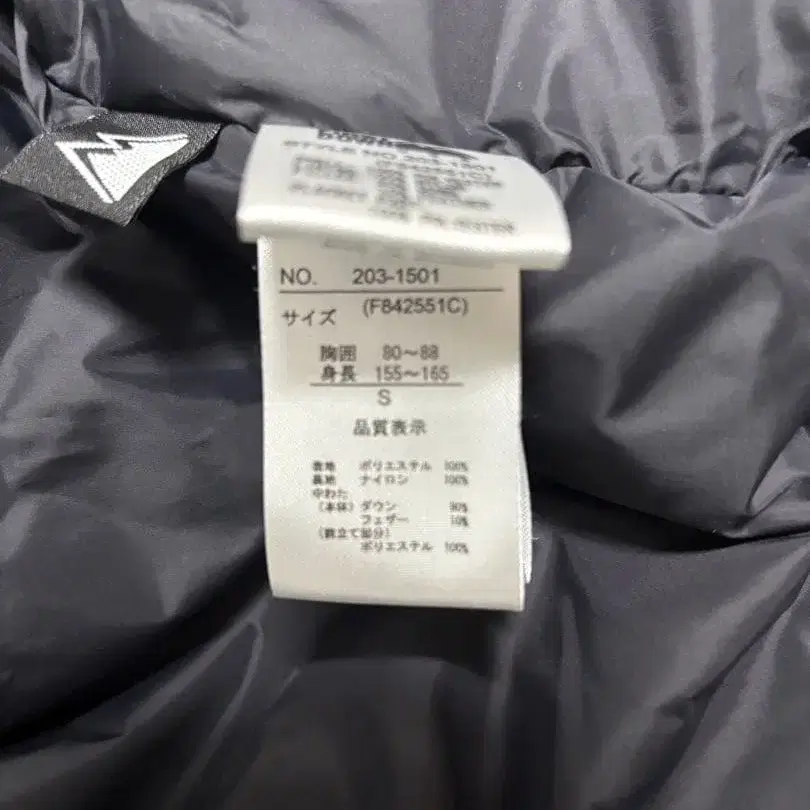 STYLE NO.
NO. 203-1501
サイズ (F842551C)
胸囲 80～88
身長 155～165
S
品質表示
表地 ポリエステル 100%
裏地 ナイロン 100%
中わた
(本体) ダウン 90%
フェザー 10%
(前立て部分)
ポリエステル 100%